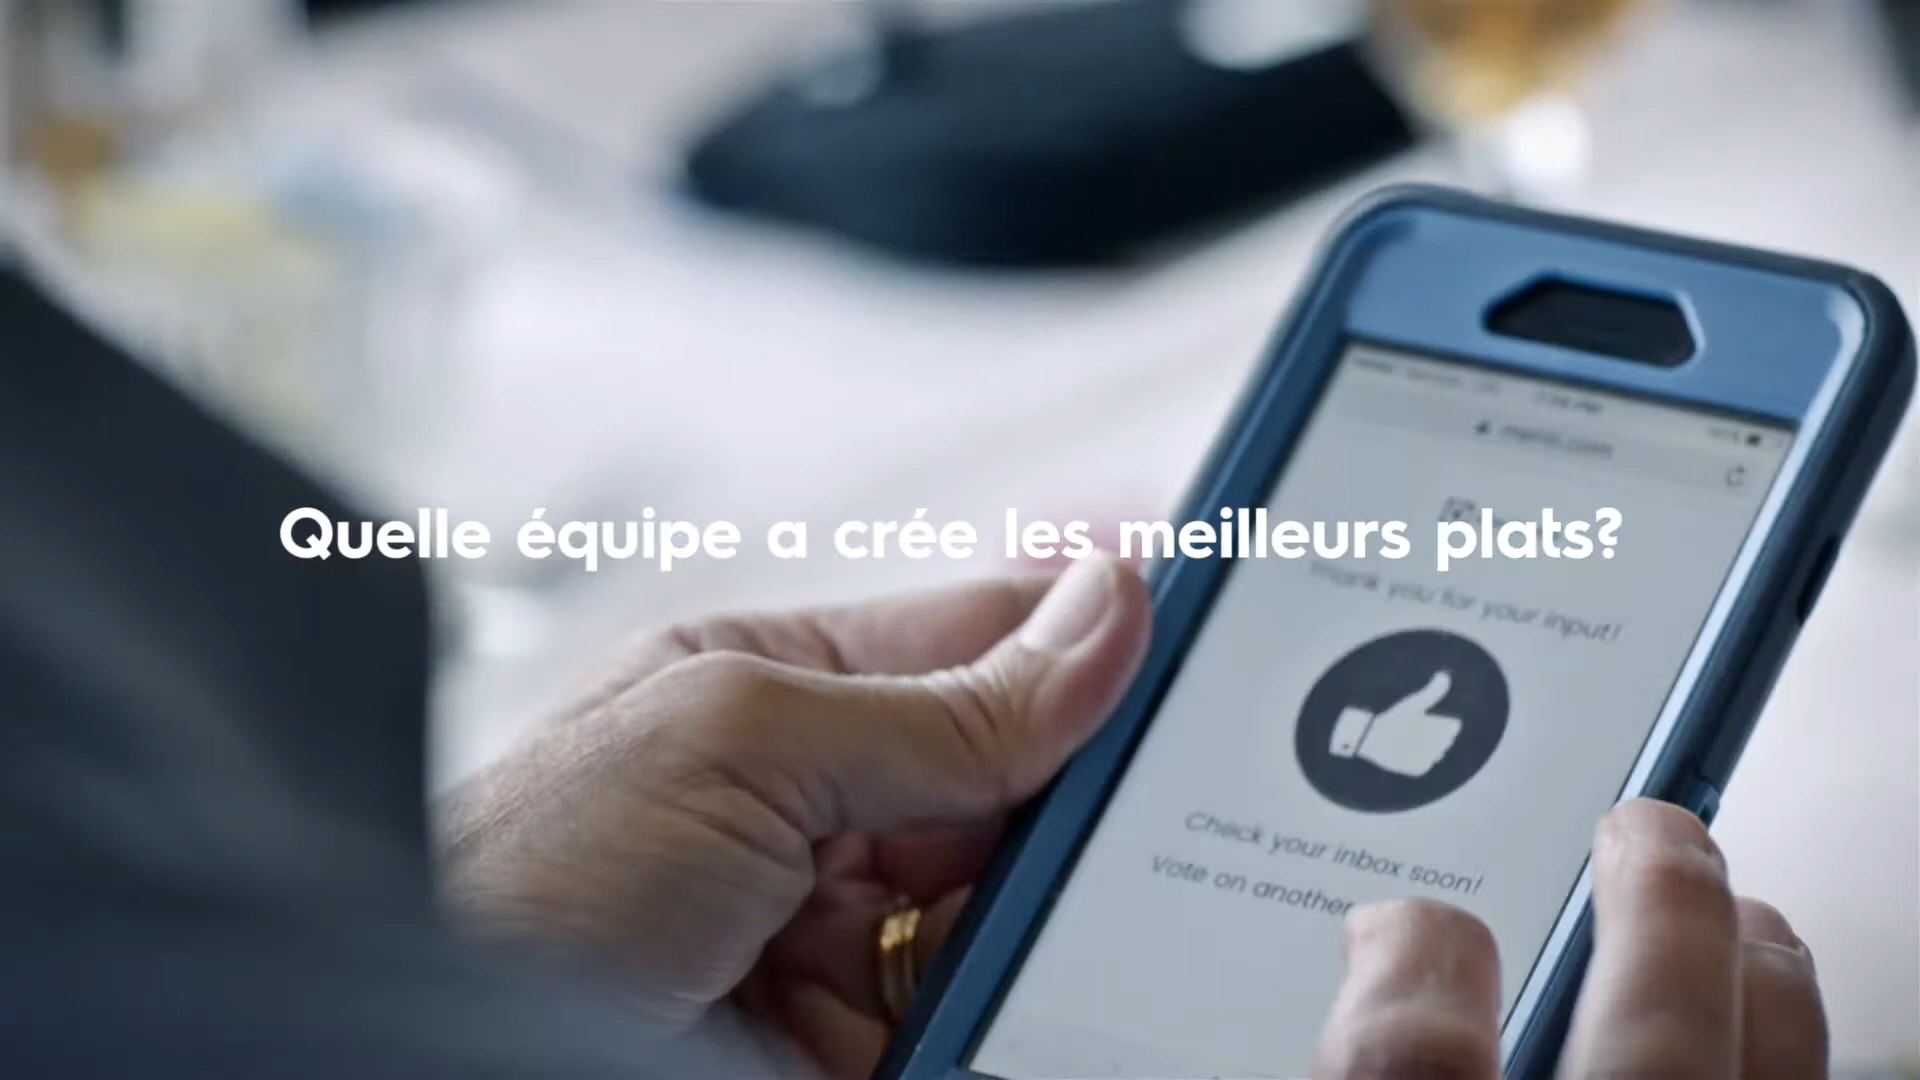 Quelle équipe a crée les meilleurs plats?
Thank you for your input!
Check your inbox soon!
Vote on another